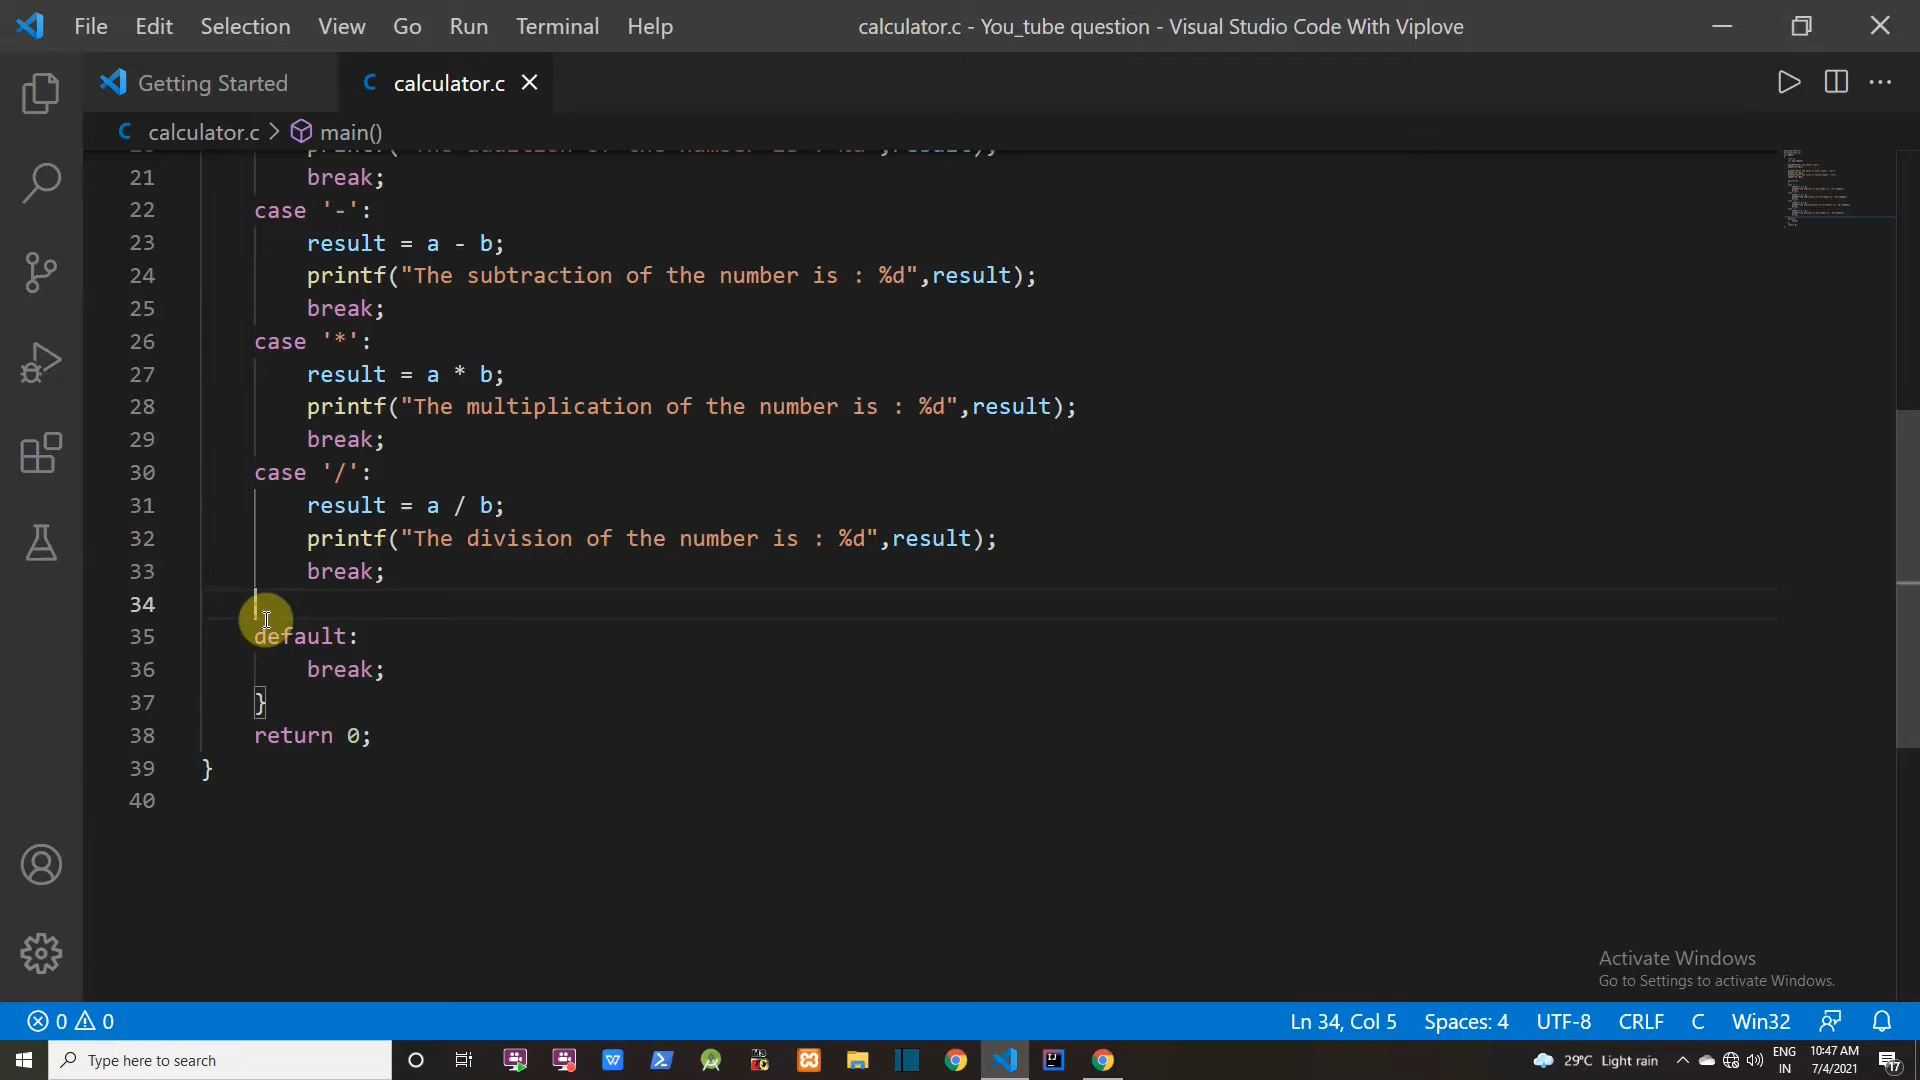 File Edit Selection View Go Run Terminal Help calculator.c - You_tube question - Visual Studio Code With Viplove
Getting Started calculator.c
C calculator.c > main()
21 break;
22 case '-':
23 result = a - b;
24 printf("The subtraction of the number is : %d",result);
25 break;
26 case '*':
27 result = a * b;
28 printf("The multiplication of the number is : %d",result);
29 break;
30 case '/':
31 result = a / b;
32 printf("The division of the number is : %d",result);
33 break;
34
35 default:
36 break;
37 }
38 return 0;
39 }
40
Activate Windows
Go to Settings to activate Windows.
0 0 Ln 34, Col 5 Spaces: 4 UTF-8 CRLF C Win32
Type here to search 29°C Light rain ENG 10:47 AM
IN 7/4/2021 17